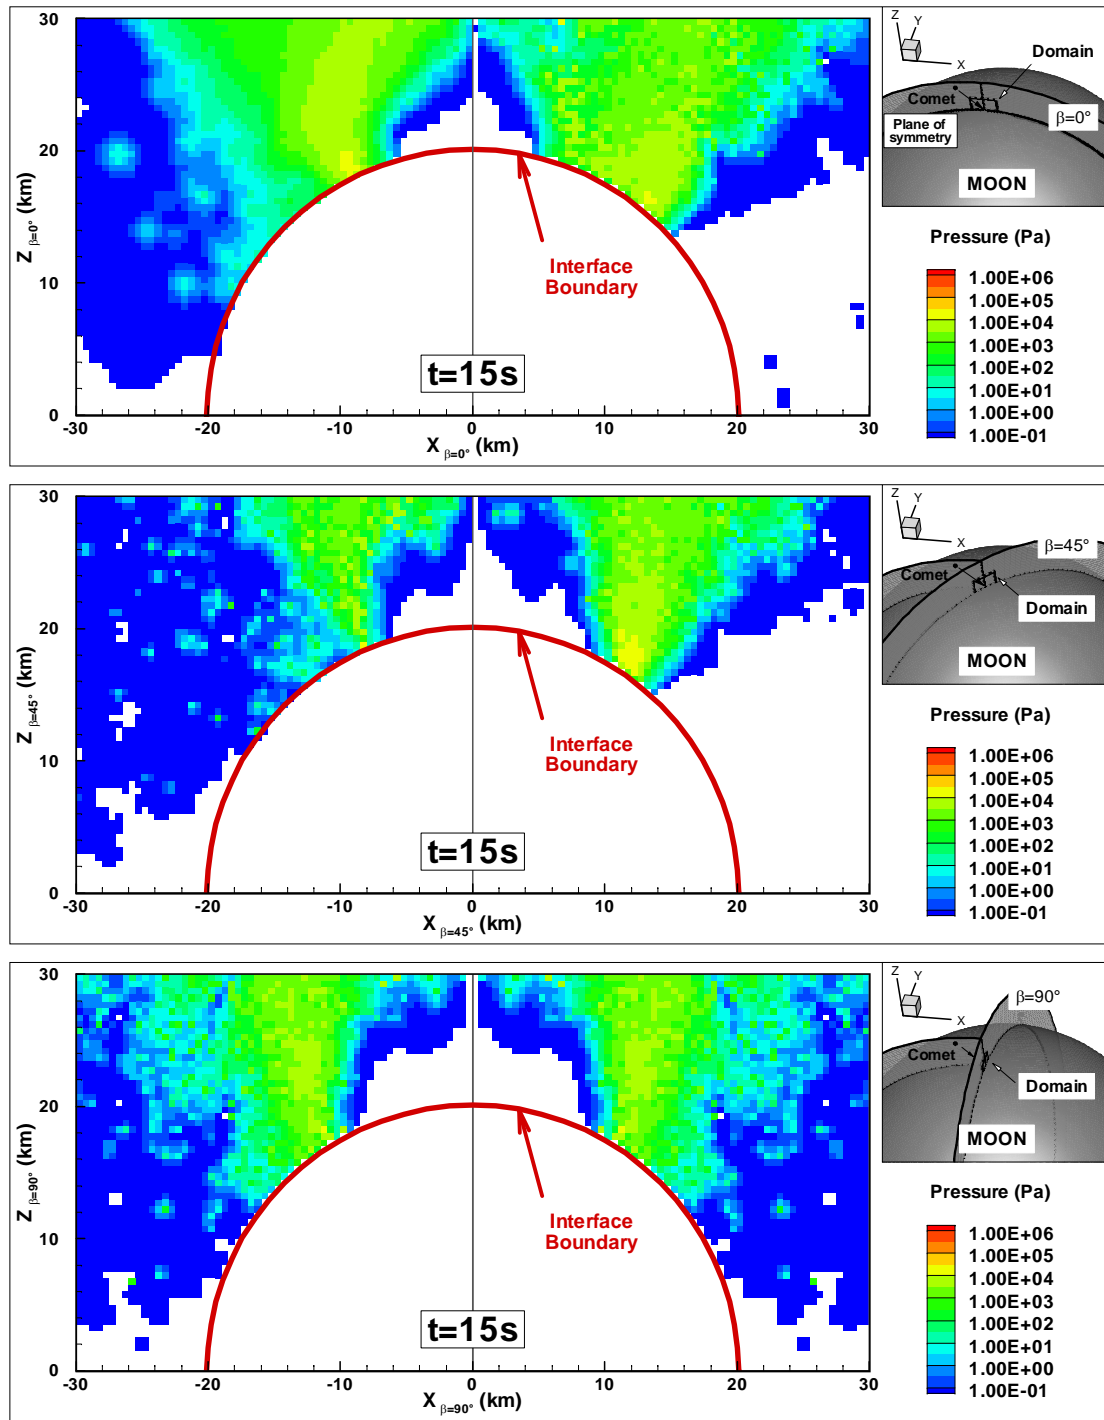 30
20
10
0
Z β=0° (km)
Interface
Boundary
t=15s
-30 -20 -10 0 10 20 30
X β=0° (km)
Z Y X
Domain
Comet
β=0°
Plane of
symmetry
MOON
Pressure (Pa)
1.00E+06
1.00E+05
1.00E+04
1.00E+03
1.00E+02
1.00E+01
1.00E+00
1.00E-01
30
20
10
0
Z β=45° (km)
Interface
Boundary
t=15s
-30 -20 -10 0 10 20 30
X β=45° (km)
Z Y X
β=45°
Comet
Domain
MOON
Pressure (Pa)
1.00E+06
1.00E+05
1.00E+04
1.00E+03
1.00E+02
1.00E+01
1.00E+00
1.00E-01
30
20
10
0
Z β=90° (km)
Interface
Boundary
t=15s
-30 -20 -10 0 10 20 30
X β=90° (km)
Z Y X
β=90°
Comet
Domain
MOON
Pressure (Pa)
1.00E+06
1.00E+05
1.00E+04
1.00E+03
1.00E+02
1.00E+01
1.00E+00
1.00E-01